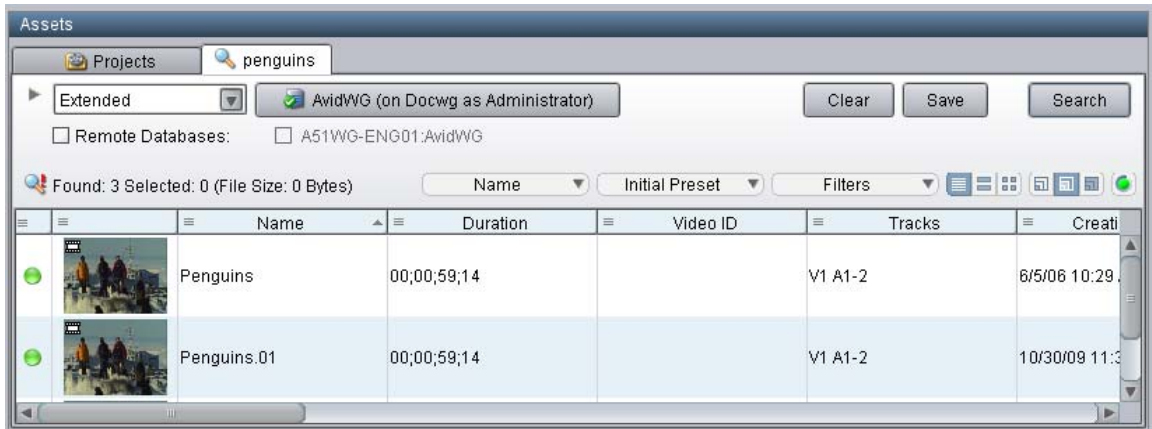 Assets
Projects penguins
Extended AvidWG (on Docwg as Administrator) Clear Save Search
Remote Databases: A51WG-ENG01:AvidWG
Found: 3 Selected: 0 (File Size: 0 Bytes) Name Initial Preset Filters
Name Duration Video ID Tracks Creati
Penguins 00;00;59;14 V1 A1-2 6/5/06 10:29
Penguins.01 00;00;59;14 V1 A1-2 10/30/09 11:3